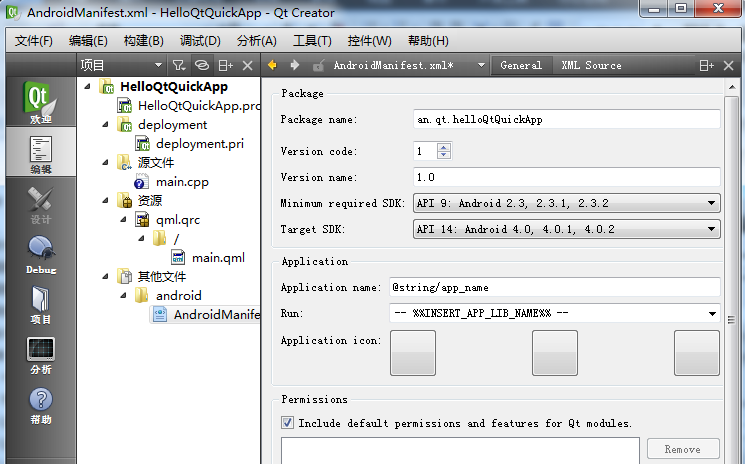 AndroidManifest.xml - HelloQtQuickApp - Qt Creator
文件(F) 编辑(E) 构建(B) 调试(D) 分析(A) 工具(T) 控件(W) 帮助(H)
项目
AndroidManifest.xml*
General
XML Source
Qt
欢迎
编辑
设计
Debug
项目
分析
帮助
HelloQtQuickApp
HelloQtQuickApp.pro
deployment
deployment.pri
源文件
main.cpp
资源
qml.qrc
/
main.qml
其他文件
android
AndroidManife
Package
Package name: an.qt.helloQtQuickApp
Version code: 1
Version name: 1.0
Minimum required SDK: API 9: Android 2.3, 2.3.1, 2.3.2
Target SDK: API 14: Android 4.0, 4.0.1, 4.0.2
Application
Application name: @string/app_name
Run: -- %%INSERT_APP_LIB_NAME%% --
Application icon:
Permissions
Include default permissions and features for Qt modules.
Remove